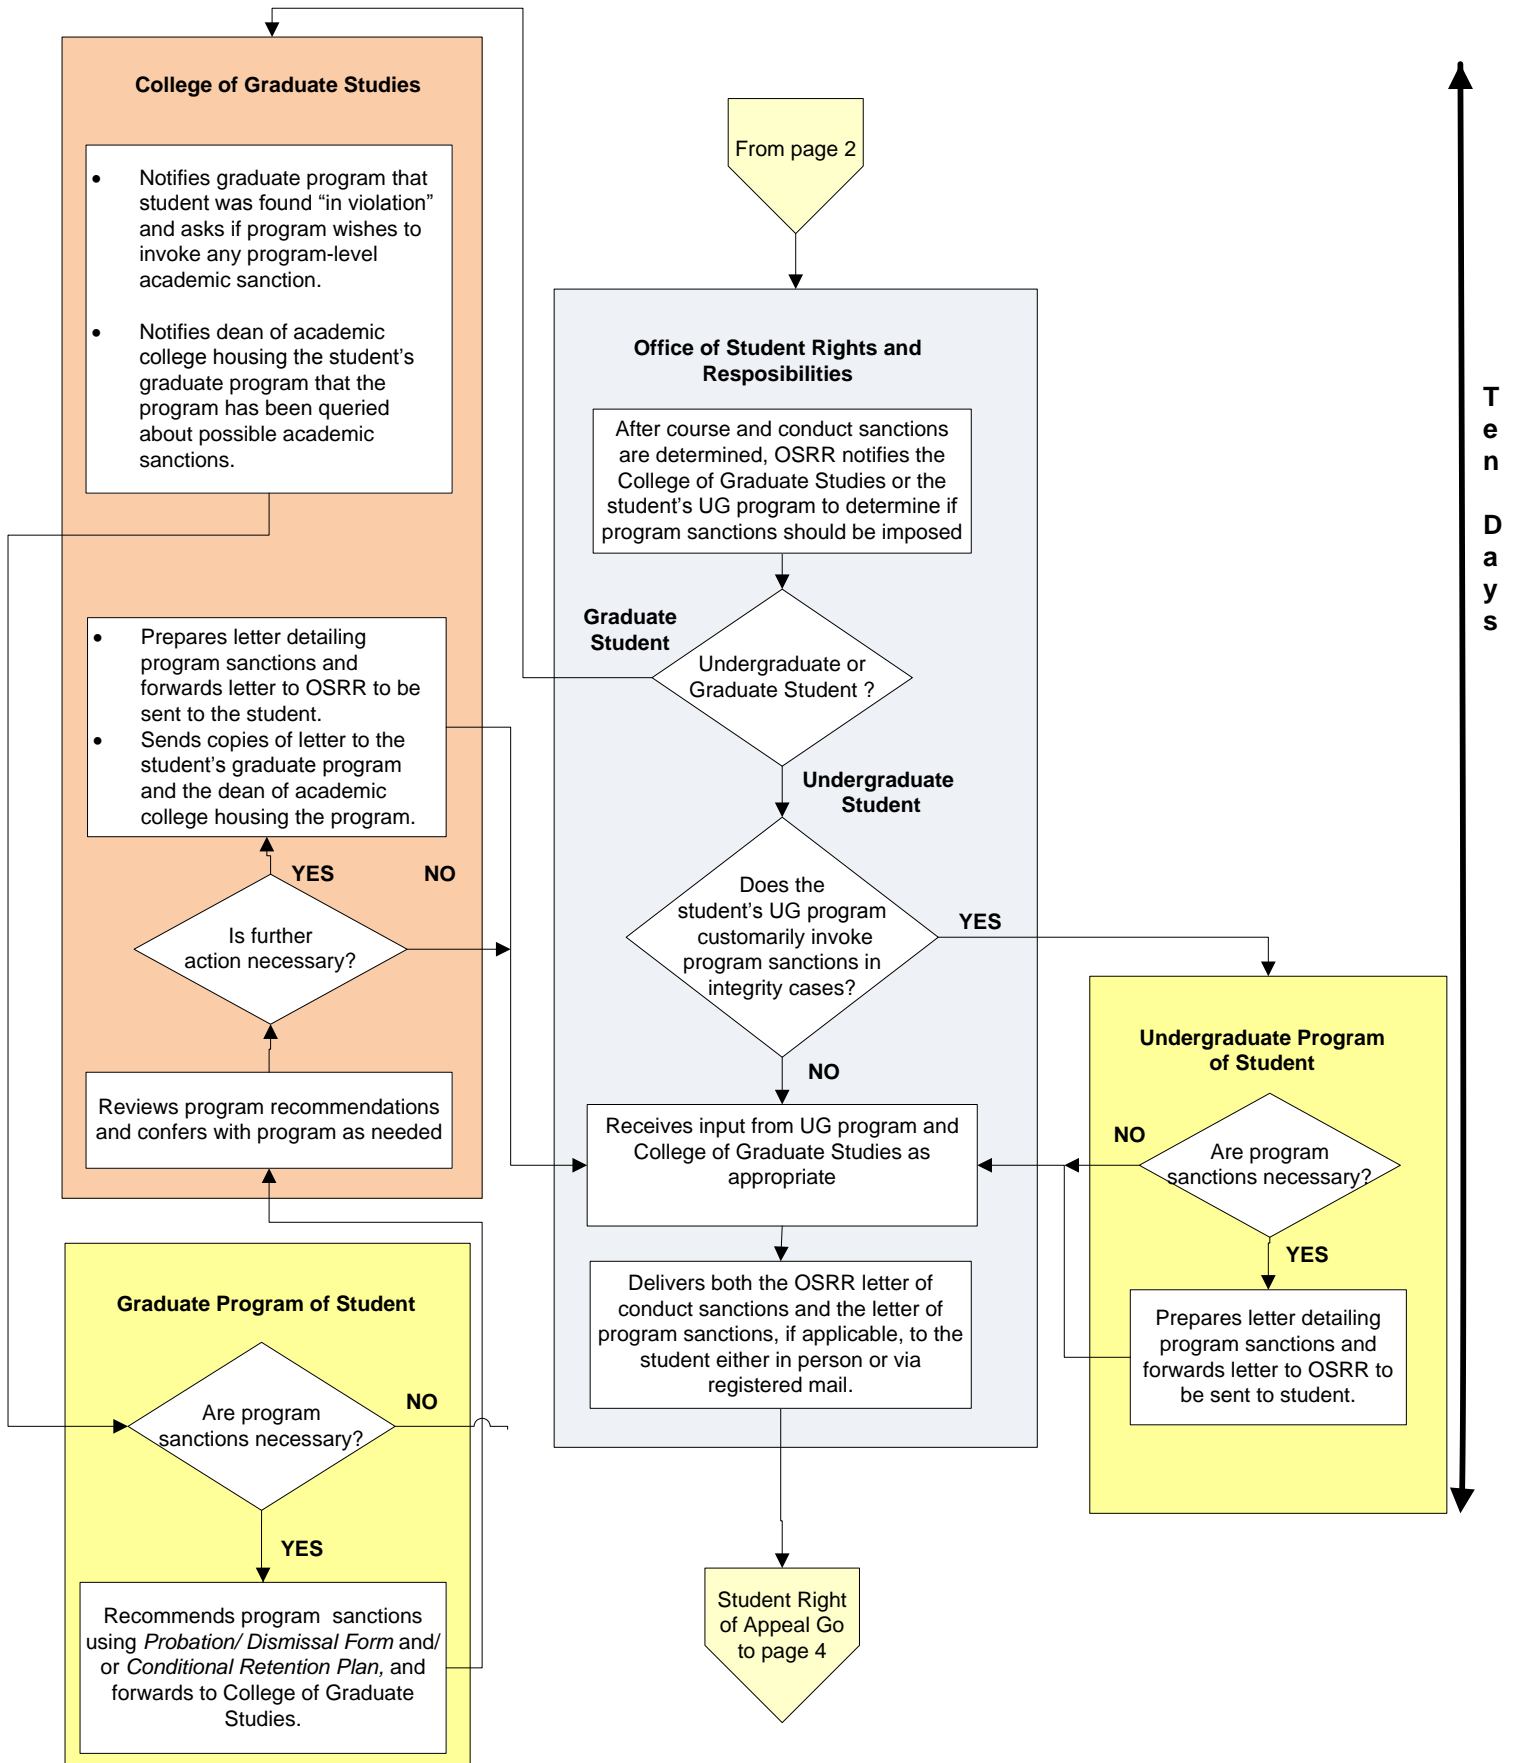 College of Graduate Studies
• Notifies graduate program that
student was found “in violation”
and asks if program wishes to
invoke any program-level
academic sanction.
• Notifies dean of academic
college housing the student’s
graduate program that the
program has been queried
about possible academic
sanctions.
• Prepares letter detailing
program sanctions and
forwards letter to OSRR to be
sent to the student.
• Sends copies of letter to the
student’s graduate program
and the dean of academic
college housing the program.
YES
NO
Is further
action necessary?
Reviews program recommendations
and confers with program as needed
Graduate Program of Student
Are program
sanctions necessary?
NO
YES
Recommends program sanctions
using Probation/ Dismissal Form and/
or Conditional Retention Plan, and
forwards to College of Graduate
Studies.
From page 2
Office of Student Rights and
Resposibilities
After course and conduct sanctions
are determined, OSRR notifies the
College of Graduate Studies or the
student’s UG program to determine if
program sanctions should be imposed
Graduate
Student
Undergraduate or
Graduate Student ?
Undergraduate
Student
Does the
student’s UG program
customarily invoke
program sanctions in
integrity cases?
YES
NO
Receives input from UG program and
College of Graduate Studies as
appropriate
Delivers both the OSRR letter of
conduct sanctions and the letter of
program sanctions, if applicable, to the
student either in person or via
registered mail.
Student Right
of Appeal Go
to page 4
Undergraduate Program
of Student
NO
Are program
sanctions necessary?
YES
Prepares letter detailing
program sanctions and
forwards letter to OSRR to
be sent to student.
Ten Days